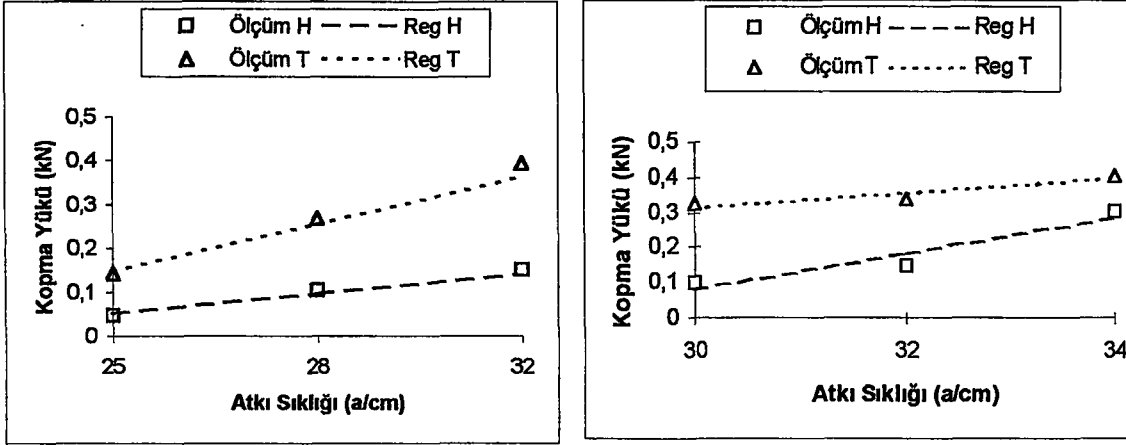 Ölçüm H Reg H
Ölçüm T Reg T
Kopma Yükü (kN)
0,5
0,4
0,3
0,2
0,1
0
25 28 32
Atkı Sıklığı (a/cm)
Ölçüm H Reg H
Ölçüm T Reg T
Kopma Yükü (kN)
0,5
0,4
0,3
0,2
0,1
0
30 32 34
Atkı Sıklığı (a/cm)